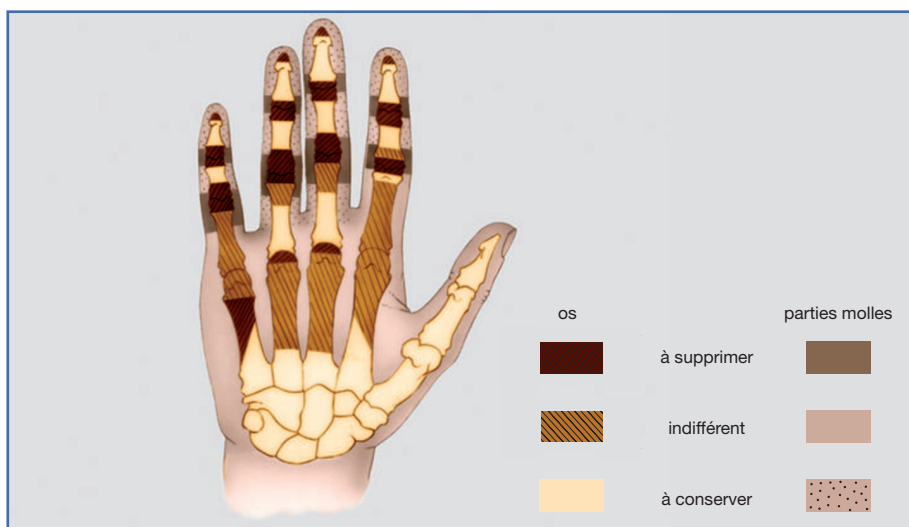 os
parties molles
à supprimer
indifférent
à conserver